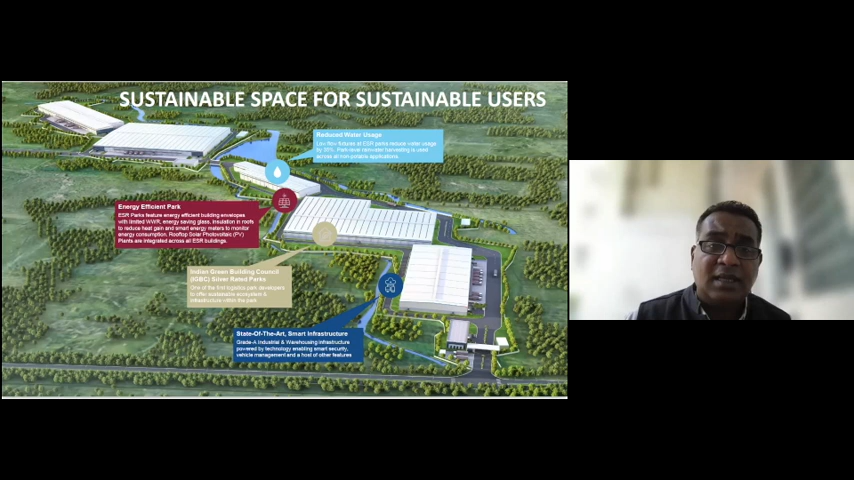 SUSTAINABLE SPACE FOR SUSTAINABLE USERS
Reduced Water Usage
Low flow fixtures at ESR parks reduce water usage
by 30%. Park-level rainwater harvesting is used
across all non-potable applications
Energy Efficient Park
ESR Parks feature energy efficient building envelopes
with limited WWR, energy saving glass, insulation in roofs
to reduce heat gain and smart energy meters to monitor
energy consumption. Rooftop Solar Photovoltaic (PV)
Plants are integrated across all ESR buildings.
Indian Green Building Council
(IGBC) Silver Rated Parks
One of the first logistics park developers
to offer sustainable ecosystem &
infrastructure within the park
State-Of-The-Art, Smart Infrastructure
Grade-A Industrial & Warehousing infrastructure
powered by technology enabling smart security,
vehicle management and a host of other features